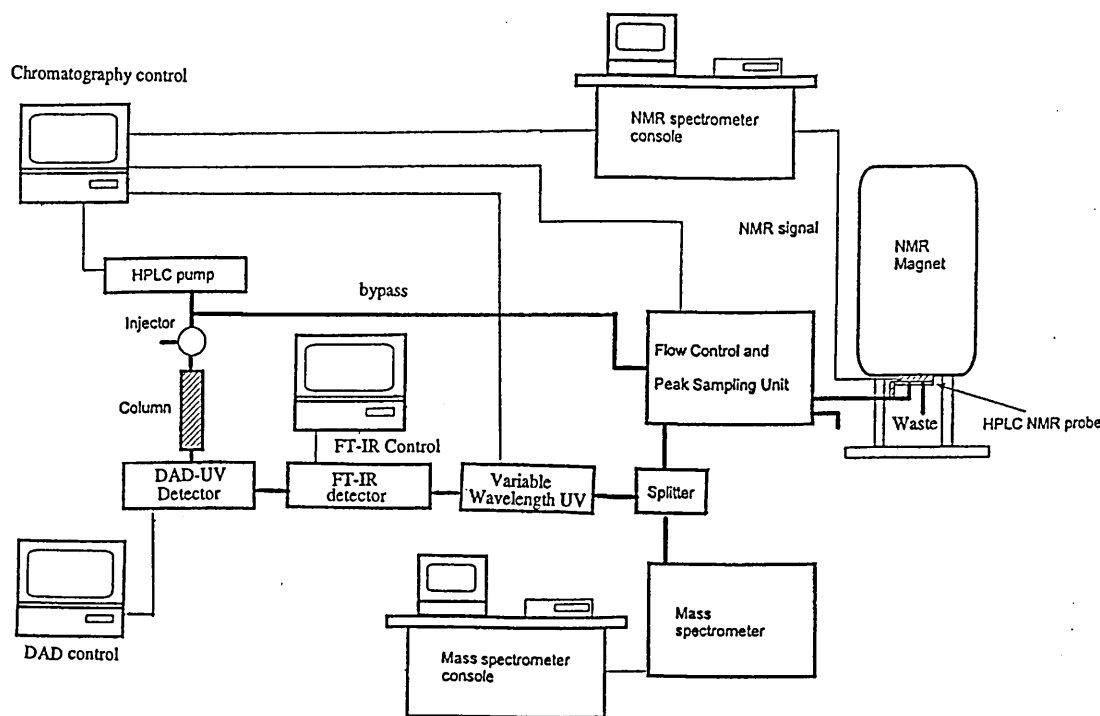 Chromatography control
NMR spectrometer
console
NMR signal
NMR
Magnet
HPLC pump
bypass
Injector
Flow Control and
Peak Sampling Unit
Column
Waste
HPLC NMR probe
FT-IR Control
DAD-UV
Detector
FT-IR
detector
Variable
Wavelength UV
Splitter
Mass
spectrometer
DAD control
Mass spectrometer
console